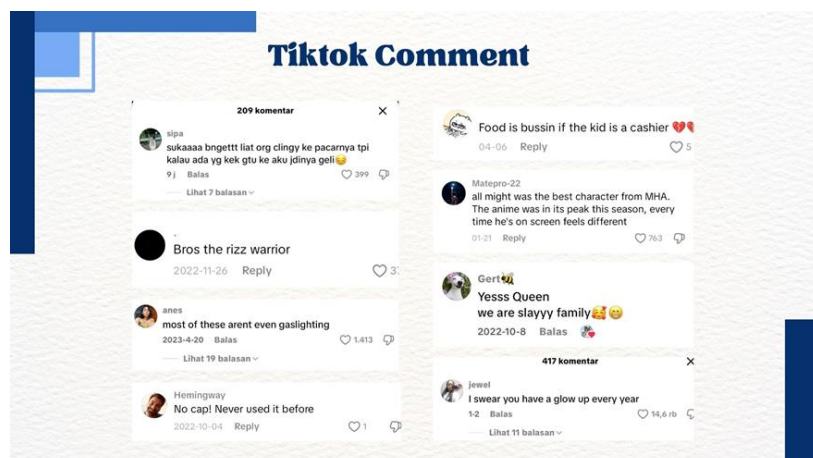 Tiktok Comment
209 komentar
sipa
sukaaaa bngettt liat org clingy ke pacarnya tpi
kalau ada yg kek gtu ke aku jdinya geli😔
9 j Balas 399
Lihat 7 balasan
.
Bros the rizz warrior
2022-11-26 Reply 3
anes
most of these arent even gaslighting
2023-4-20 Balas 1.413
Lihat 19 balasan
Hemingway
No cap! Never used it before
2022-10-04 Reply 1
Food is bussin if the kid is a cashier 💔💔
04-06 Reply 5
Matepro-22
all might was the best character from MHA.
The anime was in its peak this season, every
time he's on screen feels different
01-21 Reply 763
Gert🐝
Yesss Queen
we are slayyy family🥰😁
2022-10-8 Balas
417 komentar
jewel
I swear you have a glow up every year
1-2 Balas 14,6 rb
Lihat 11 balasan